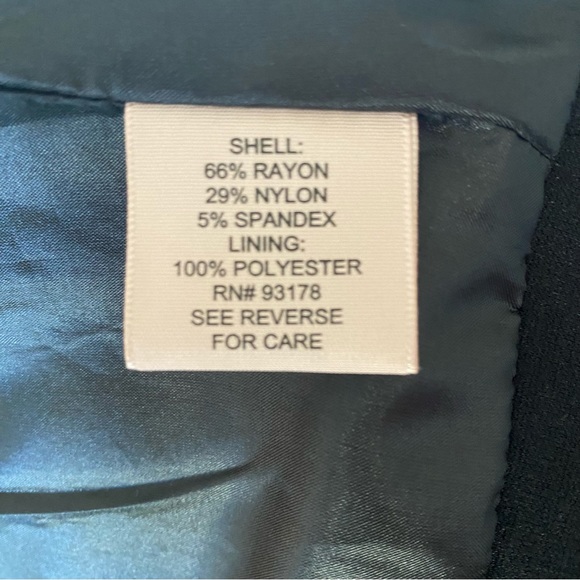 SHELL:
66% RAYON
29% NYLON
5% SPANDEX
LINING:
100% POLYESTER
RN# 93178
SEE REVERSE
FOR CARE